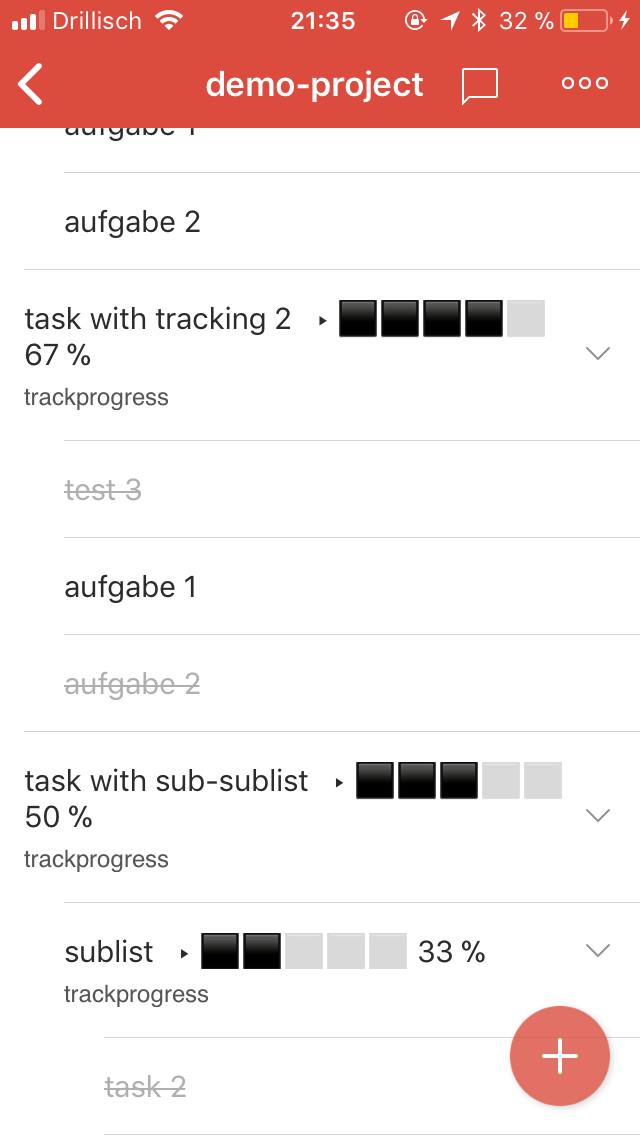 Drillisch 21:35 32 %
demo-project
aufgabe 1
aufgabe 2
task with tracking 2 ‣ ⬛⬛⬛⬛⬜
67 %
trackprogress
test 3
aufgabe 1
aufgabe 2
task with sub-sublist ‣ ⬛⬛⬛⬜⬜
50 %
trackprogress
sublist ‣ ⬛⬛⬜⬜⬜ 33 %
trackprogress
task 2